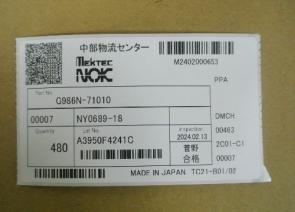 中部物流センター
MEKTEC
NOK
M2402000653
PPA
Part No
G986N-71010
00007 NY0689-18 DMCH
Quantity Lot No. Inspection 00463
480 A3950F4241C 2024.02.13 2C01-C1
菅野
合格 00007
MADE IN JAPAN TC21-B01/02